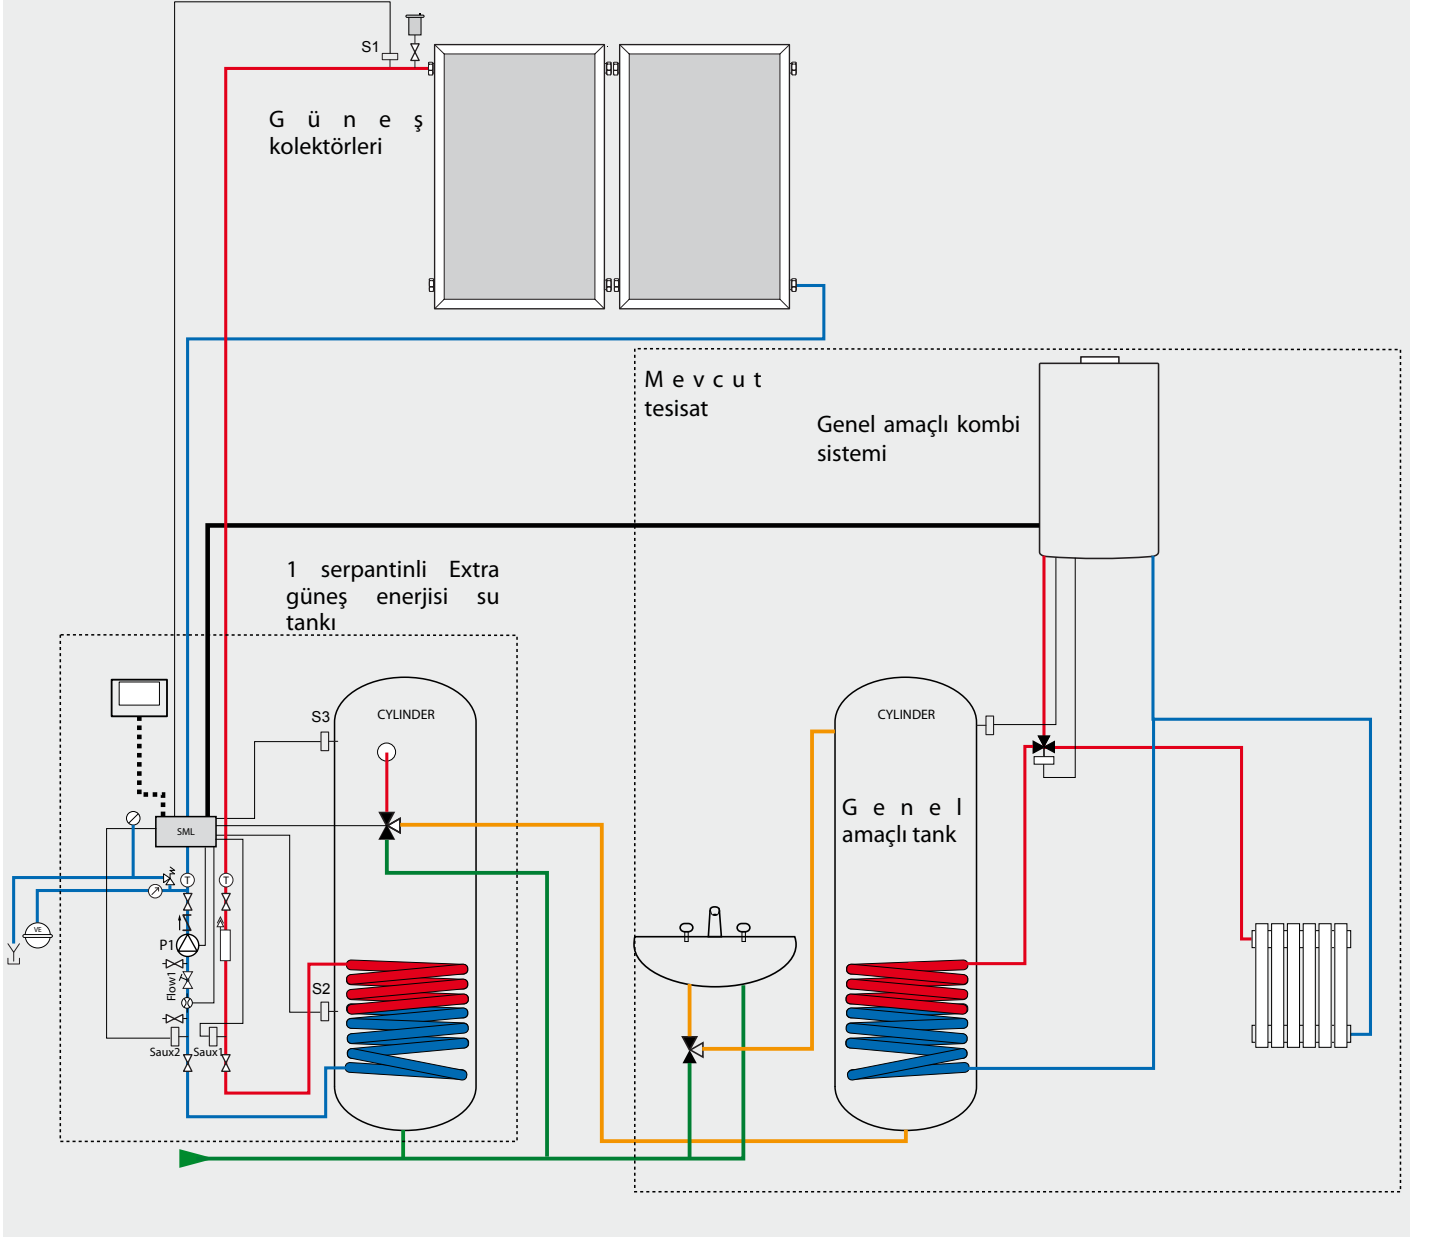 S1
G ü n e ş
kolektörleri
M e v c u t
tesisat
Genel amaçlı kombi
sistemi
1 serpantinli Extra
güneş enerjisi su
tankı
S3
CYLINDER
CYLINDER
G e n e l
amaçlı tank
SML
T
T
VE
P1
Flow1
S2
Saux2
Saux1